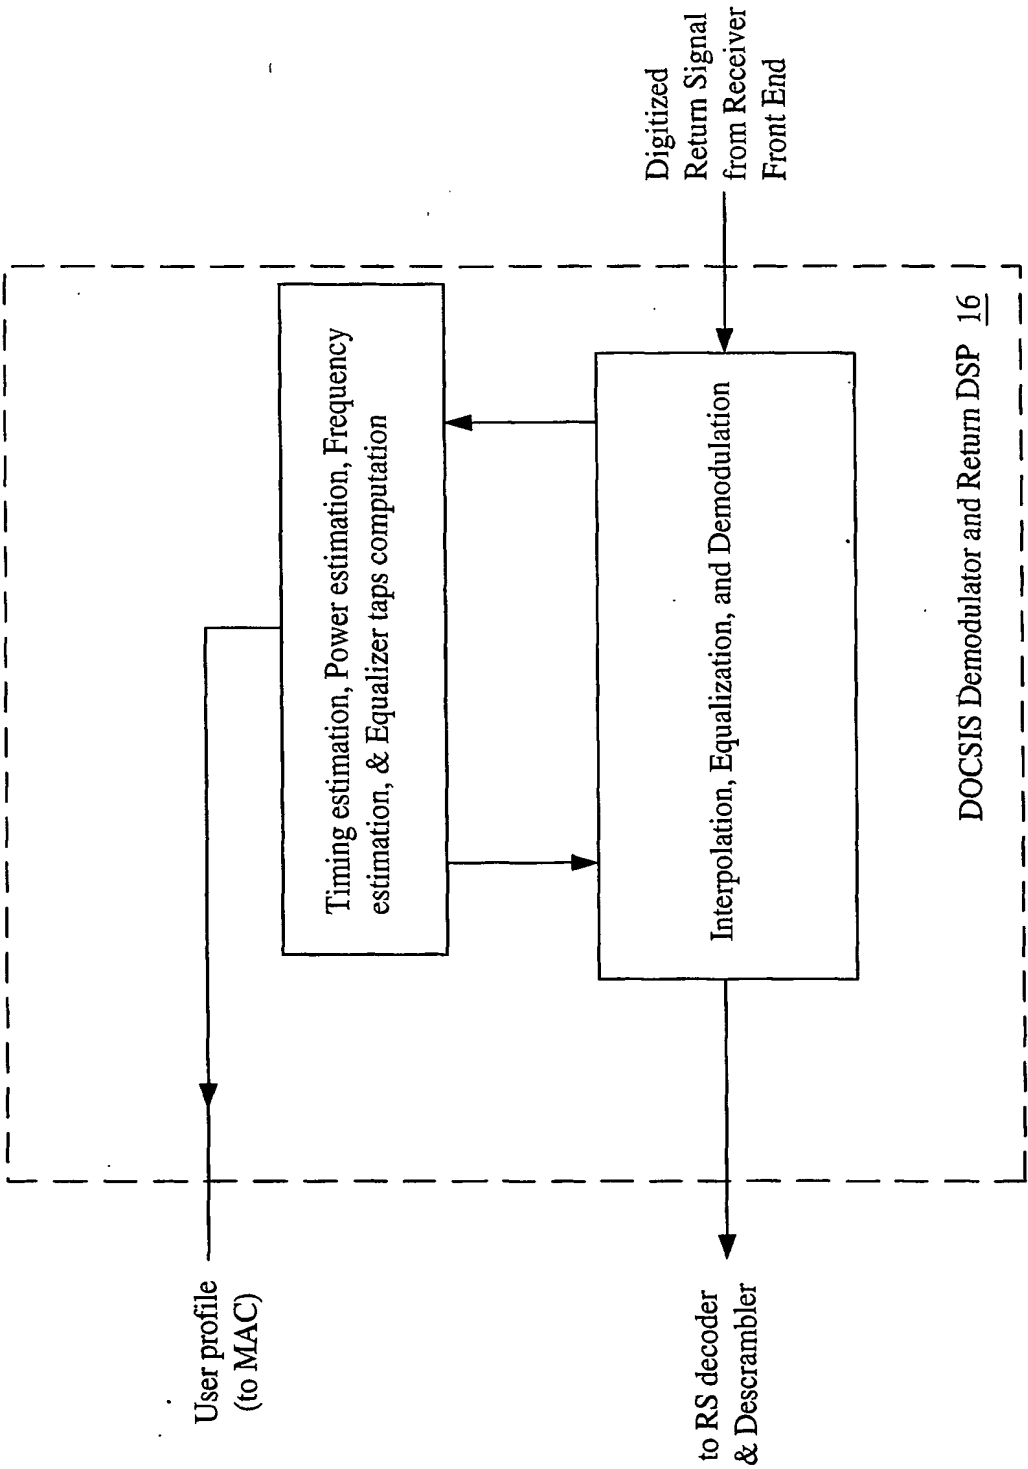 User profile
(to MAC)
Timing estimation, Power estimation, Frequency
estimation, & Equalizer taps computation
to RS decoder
& Descrambler
Interpolation, Equalization, and Demodulation
Digitized
Return Signal
from Receiver
Front End
DOCSIS Demodulator and Return DSP 16